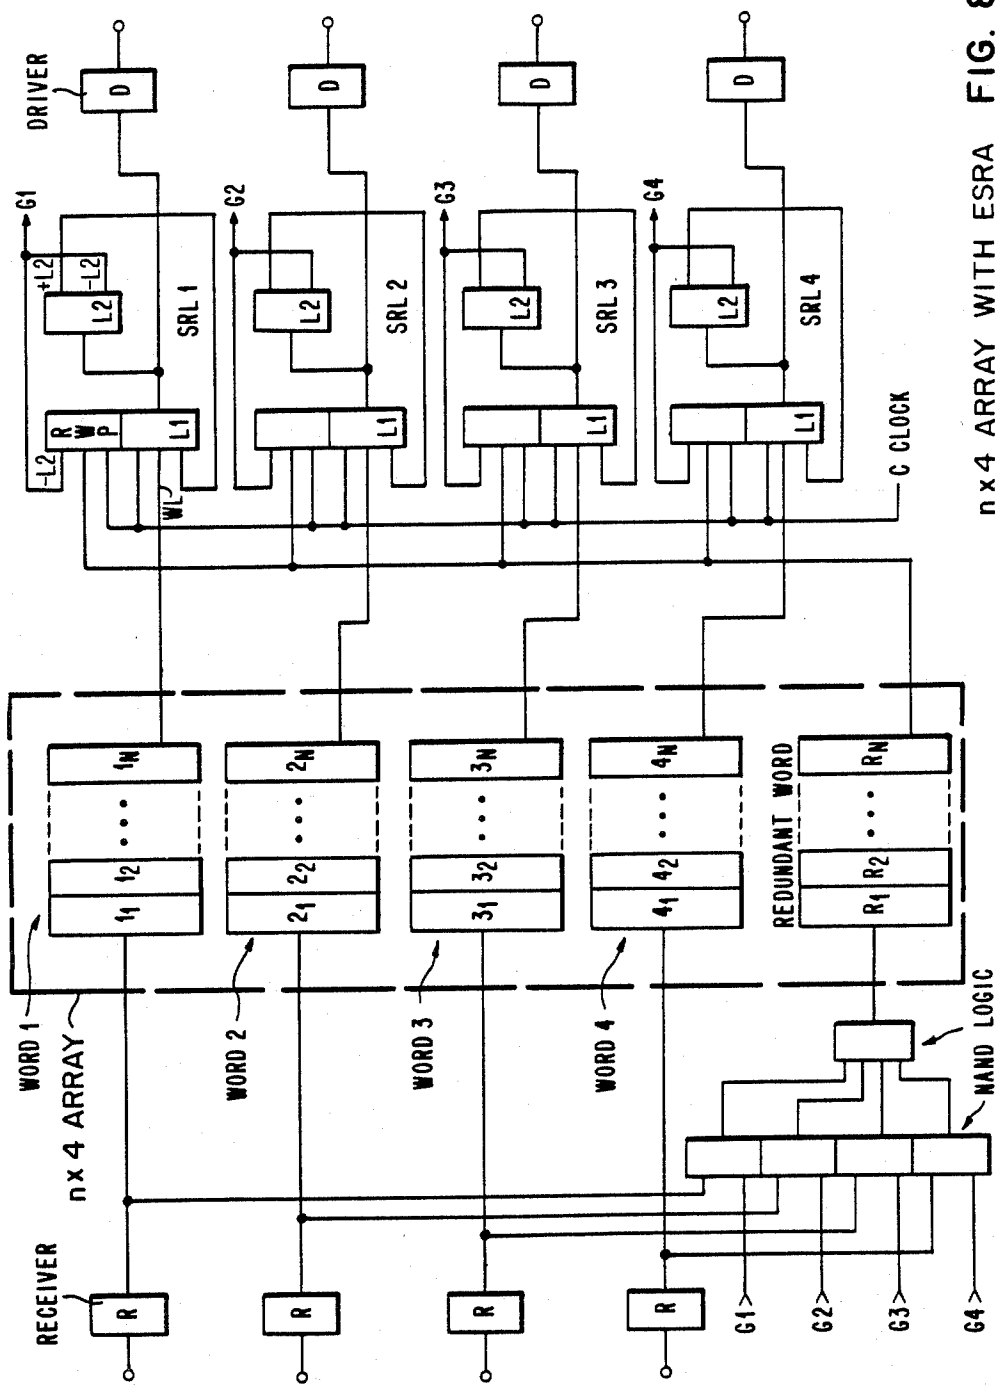 RECEIVER
n x 4 ARRAY
WORD 1
-L2
+L2
-L2
G1
DRIVER
R
1₁
1₂
• • •
1N
WL
R
W
P
L1
L2
SRL 1
D
WORD 2
G2
R
2₁
2₂
• • •
2N
L1
L2
SRL 2
D
WORD 3
G3
R
3₁
3₂
• • •
3N
L1
L2
SRL 3
D
WORD 4
G4
R
4₁
4₂
• • •
4N
L1
L2
SRL 4
D
G1
G2
G3
G4
REDUNDANT WORD
R₁
R₂
• • •
RN
C CLOCK
NAND LOGIC
n x 4 ARRAY WITH ESRA
FIG. 8